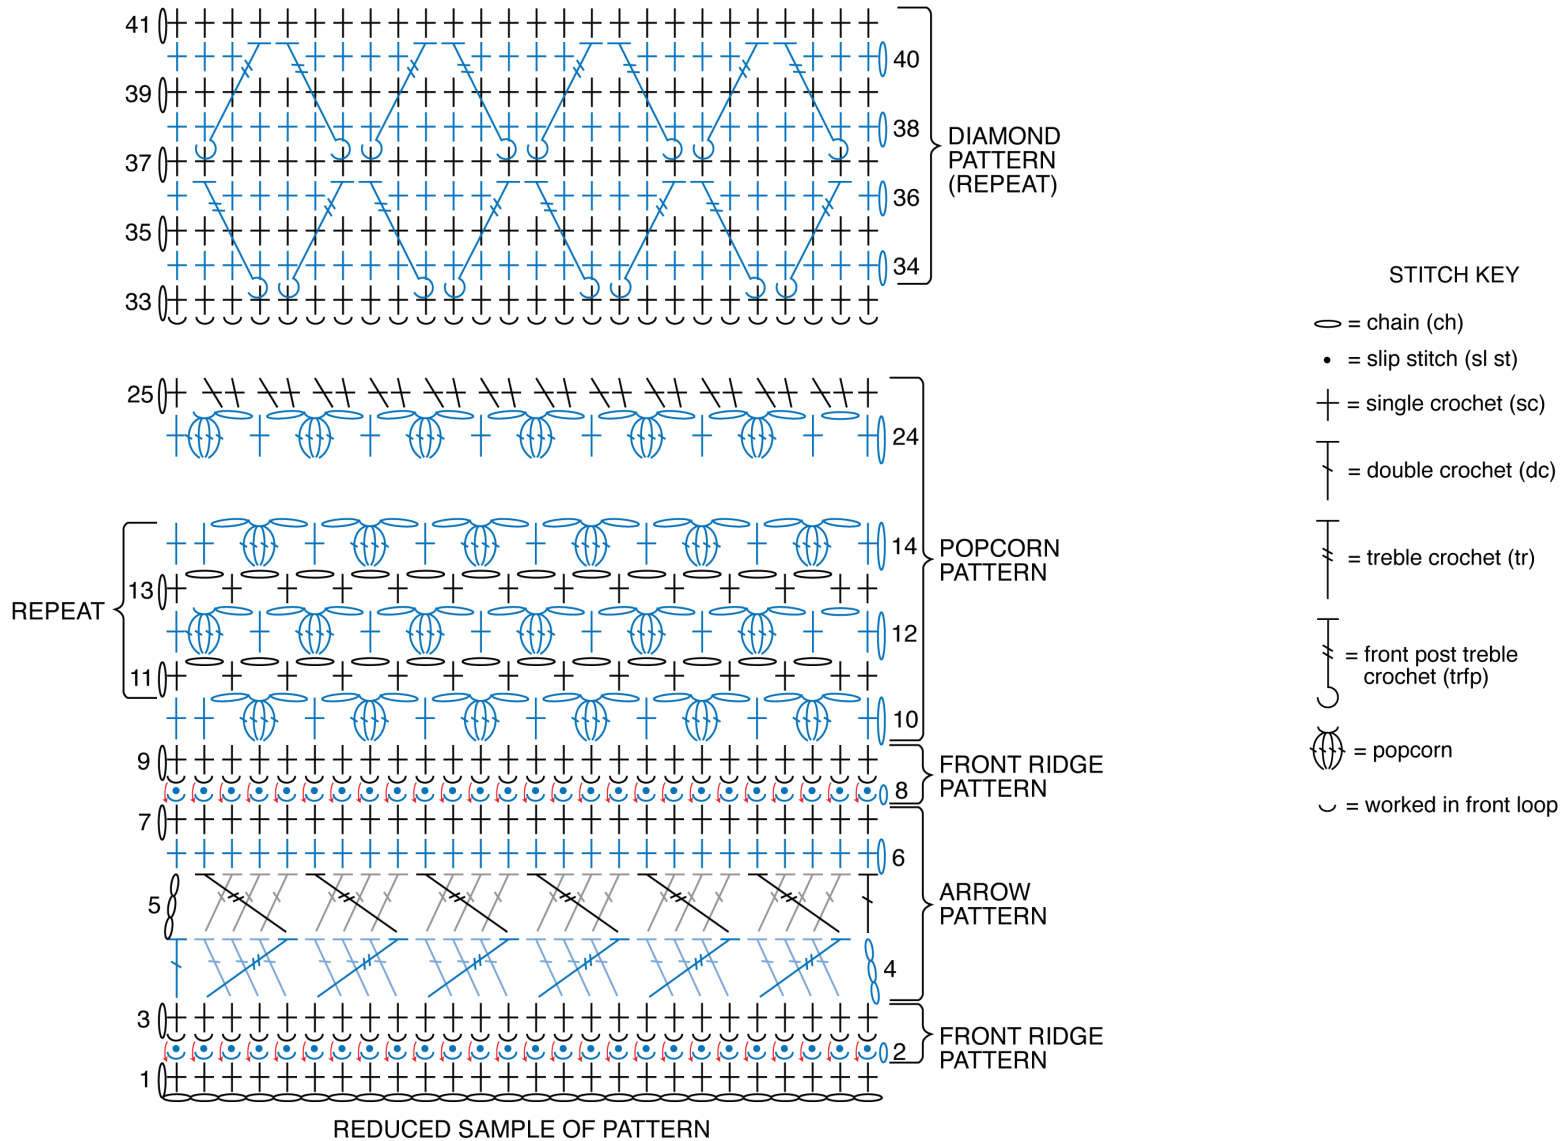 41
40
39
38
37
36
35
34
33
DIAMOND
PATTERN
(REPEAT)
25
24
14
13
12
11
10
REPEAT
POPCORN
PATTERN
9
8
FRONT RIDGE
PATTERN
7
6
5
4
ARROW
PATTERN
3
2
1
FRONT RIDGE
PATTERN
REDUCED SAMPLE OF PATTERN
STITCH KEY
= chain (ch)
= slip stitch (sl st)
= single crochet (sc)
= double crochet (dc)
= treble crochet (tr)
= front post treble
crochet (trfp)
= popcorn
= worked in front loop